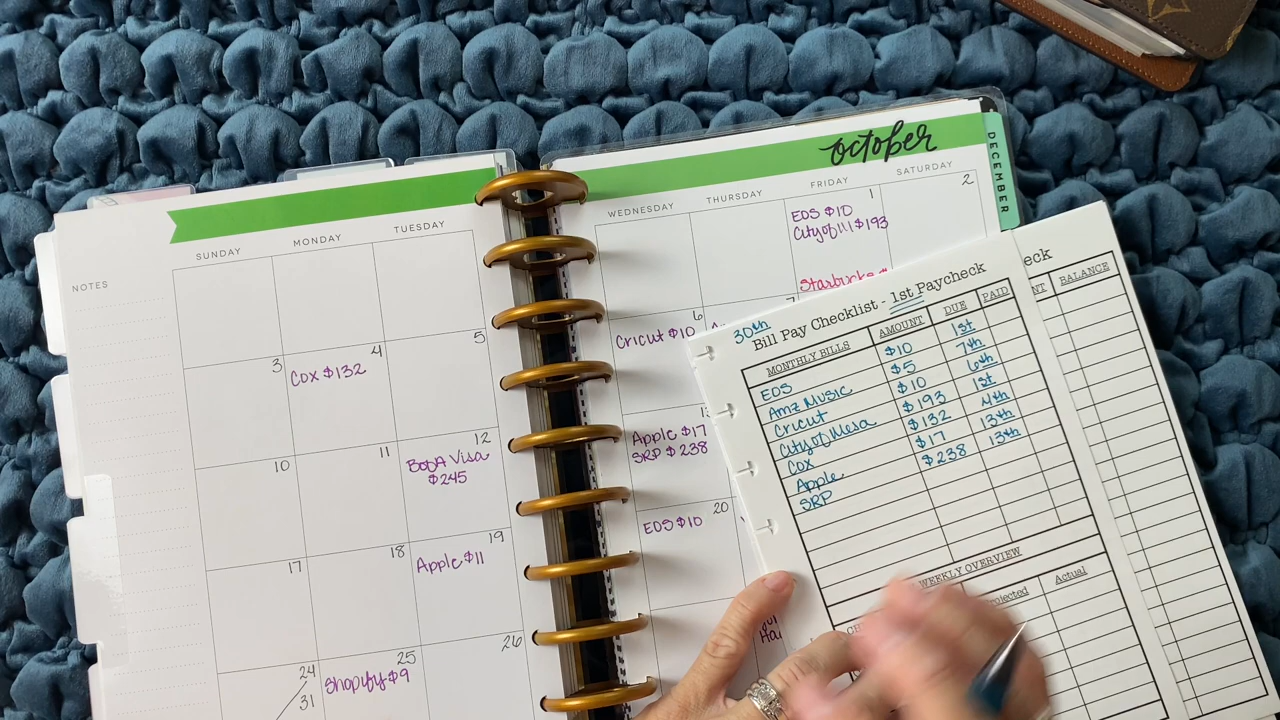 october
DECEMBER
NOTES
SUNDAY
MONDAY
TUESDAY
WEDNESDAY
THURSDAY
FRIDAY
SATURDAY
1
EOS $10
City of M $193
Starbucks
2
3
4
Cox $132
5
6
Cricut $10
7
10
11
12
BofA Visa
$245
Apple $17
SRP $238
17
18
19
Apple $11
20
EOS $10
24
31
25
Shopify $9
26
30th
Bill Pay Checklist - 1st Paycheck
MONTHLY BILLS AMOUNT DUE PAID
EOS $10 1st
Amz Music $5 7th
Cricut $10 6th
City of Mesa $193 1st
Cox $132 4th
Apple $17 13th
SRP $238 13th
WEEKLY OVERVIEW
Actual
BALANCE